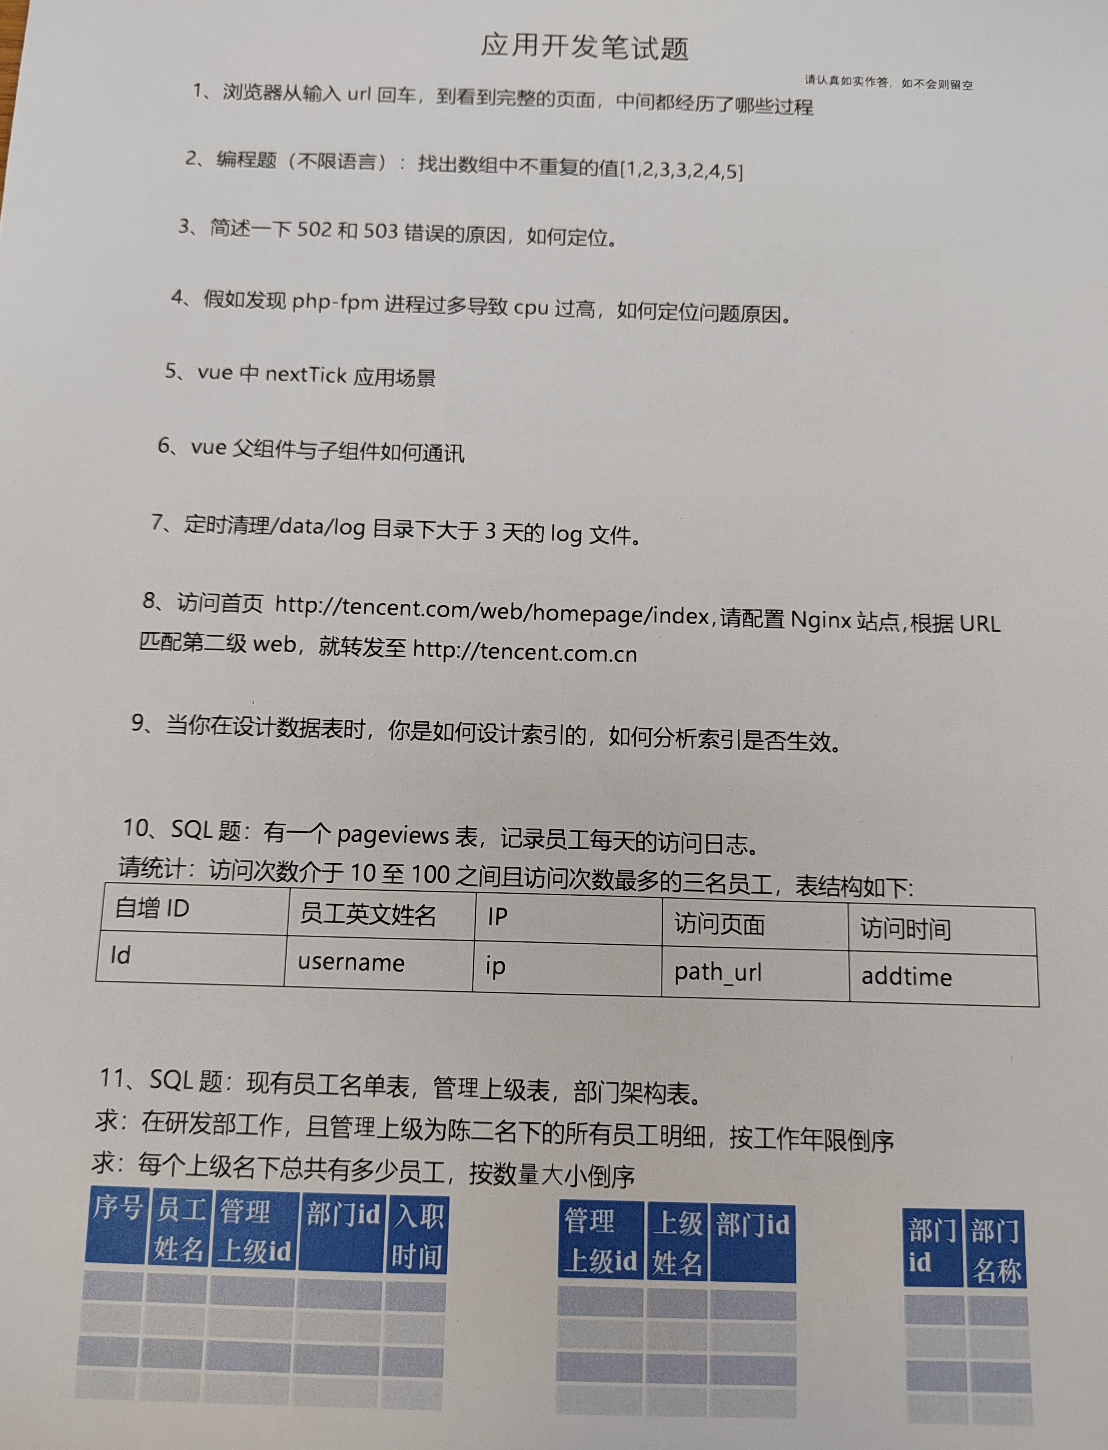 应用开发笔试题
请认真如实作答，如不会则留空
1、浏览器从输入 url 回车，到看到完整的页面，中间都经历了哪些过程
2、编程题（不限语言）：找出数组中不重复的值[1,2,3,3,2,4,5]
3、简述一下 502 和 503 错误的原因，如何定位。
4、假如发现 php-fpm 进程过多导致 cpu 过高，如何定位问题原因。
5、vue 中 nextTick 应用场景
6、vue 父组件与子组件如何通讯
7、定时清理/data/log 目录下大于 3 天的 log 文件。
8、访问首页 http://tencent.com/web/homepage/index,请配置 Nginx 站点,根据 URL
匹配第二级 web，就转发至 http://tencent.com.cn
9、当你在设计数据表时，你是如何设计索引的，如何分析索引是否生效。
10、SQL 题：有一个 pageviews 表，记录员工每天的访问日志。
请统计：访问次数介于 10 至 100 之间且访问次数最多的三名员工，表结构如下:
自增 ID 员工英文姓名 IP 访问页面 访问时间
Id username ip path_url addtime
11、SQL 题：现有员工名单表，管理上级表，部门架构表。
求：在研发部工作，且管理上级为陈二名下的所有员工明细，按工作年限倒序
求：每个上级名下总共有多少员工，按数量大小倒序
序号 员工姓名 管理上级id 部门id 入职时间
管理上级id 上级姓名 部门id
部门id 部门名称